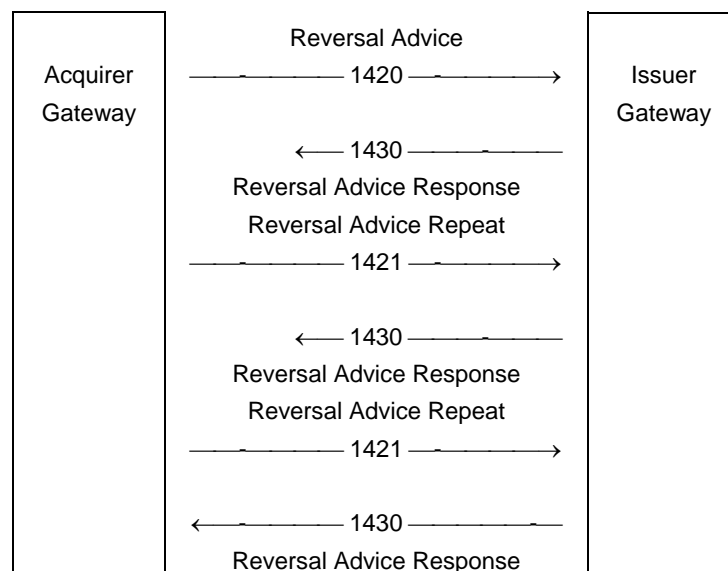 Reversal Advice
Acquirer Gateway
1420
Issuer Gateway
1430
Reversal Advice Response
Reversal Advice Repeat
1421
1430
Reversal Advice Response
Reversal Advice Repeat
1421
1430
Reversal Advice Response